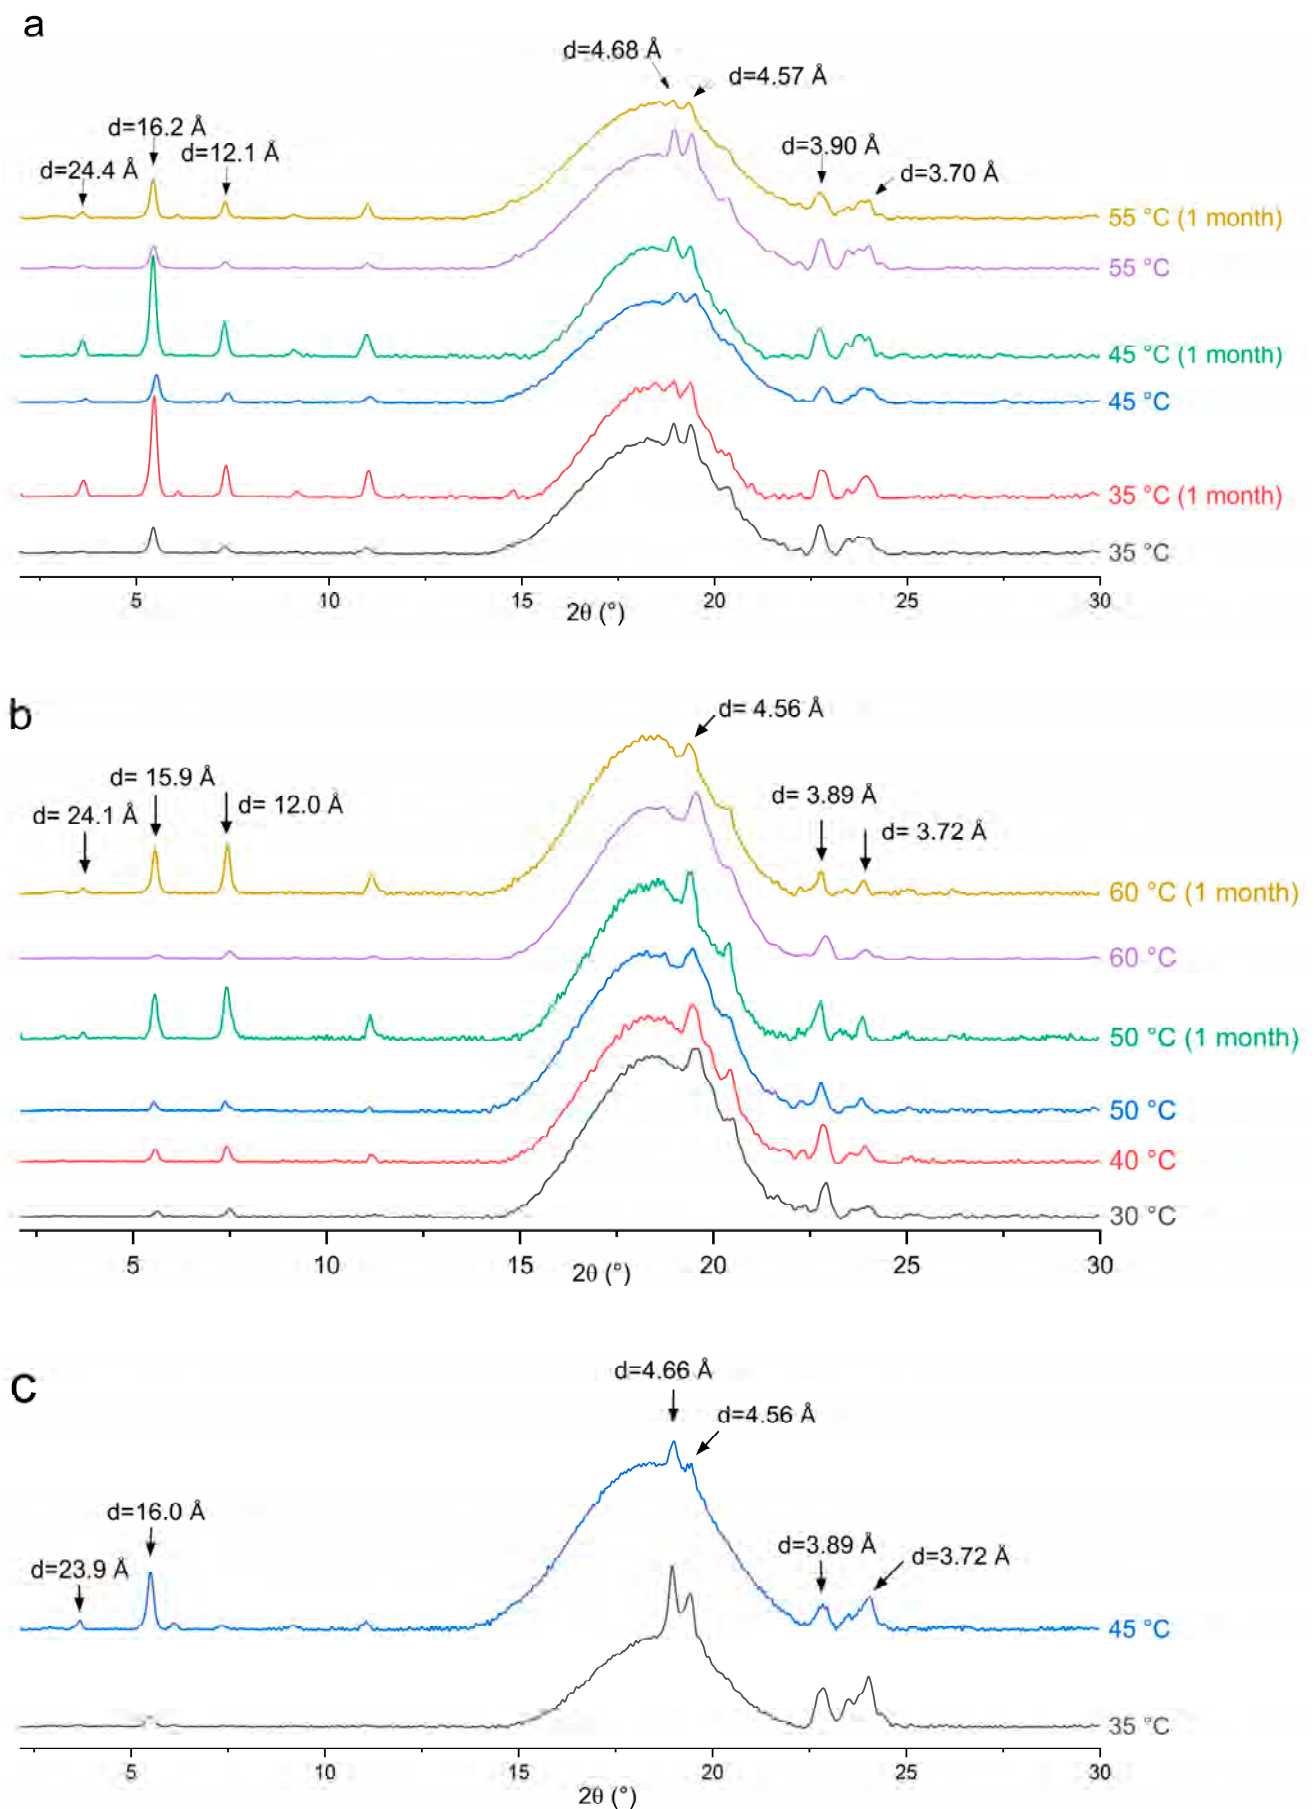 a
d=4.68 Å
d=4.57 Å
d=16.2 Å
d=12.1 Å
d=24.4 Å
d=3.90 Å
d=3.70 Å
55 °C (1 month)
55 °C
45 °C (1 month)
45 °C
35 °C (1 month)
35 °C
5 10 15 20 25 30
2θ (°)
b
d= 4.56 Å
d= 15.9 Å
d= 12.0 Å
d= 24.1 Å
d= 3.89 Å
d= 3.72 Å
60 °C (1 month)
60 °C
50 °C (1 month)
50 °C
40 °C
30 °C
5 10 15 20 25 30
2θ (°)
c
d=4.66 Å
d=4.56 Å
d=16.0 Å
d=23.9 Å
d=3.89 Å
d=3.72 Å
45 °C
35 °C
5 10 15 20 25 30
2θ (°)